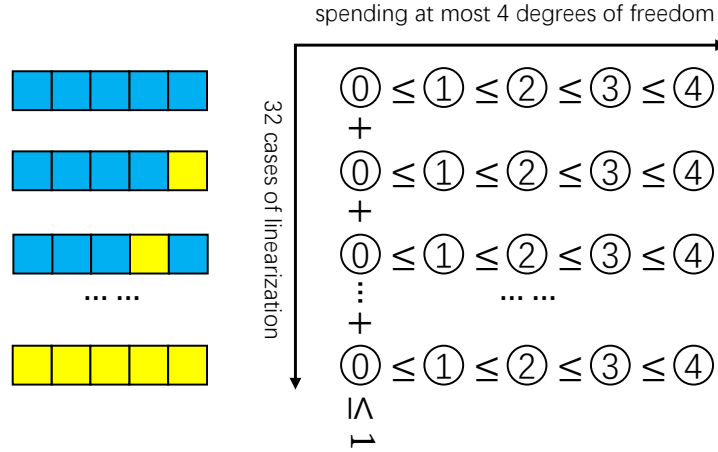 spending at most 4 degrees of freedom
32 cases of linearization
⓪ ≤ ① ≤ ② ≤ ③ ≤ ④
+
⓪ ≤ ① ≤ ② ≤ ③ ≤ ④
+
⓪ ≤ ① ≤ ② ≤ ③ ≤ ④
... ... ... ... ...
+
⓪ ≤ ① ≤ ② ≤ ③ ≤ ④
≤ 1